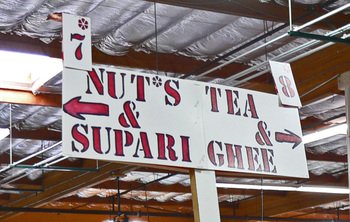 7*
8
NUT*S
&
SUPARI
TEA
&
GHEE